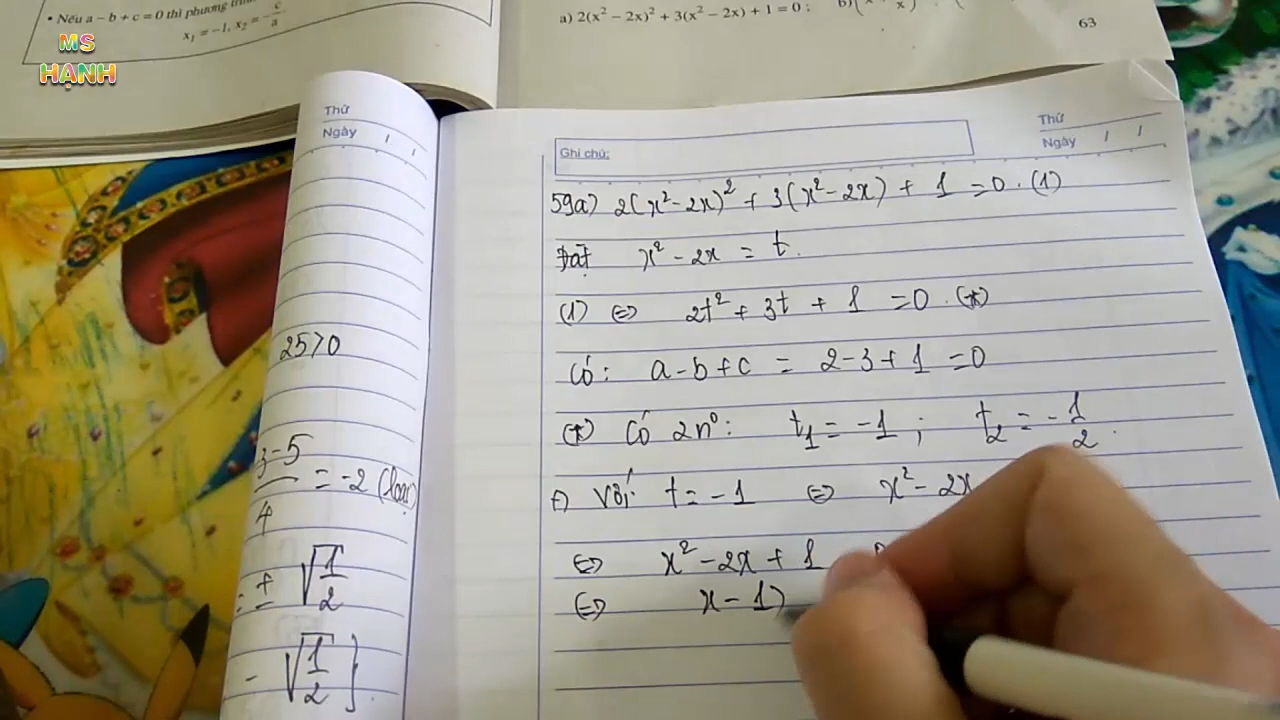 • Nếu a − b + c = 0 thì phương
x₁ = −1, x₂ = −c/a
MS
HẠNH
a) 2(x² − 2x)² + 3(x² − 2x) + 1 = 0 ;
63
Thứ
Ngày / /
25>0
3-5/4 = -2 (loại)
= ± √1/2
- √1/2}
Ghi chú:
Thứ
Ngày / /
59a) 2(x²-2x)² + 3(x²-2x) + 1 = 0. (1)
Đặt x² - 2x = t.
(1) ⇔ 2t² + 3t + 1 = 0. (*)
Có: a-b+c = 2-3+1 = 0
(*) Có 2n⁰: t₁ = -1 ; t₂ = -1/2.
+) Với t = -1 ⇔ x² - 2x
⇔ x² - 2x + 1
⇔ x - 1)